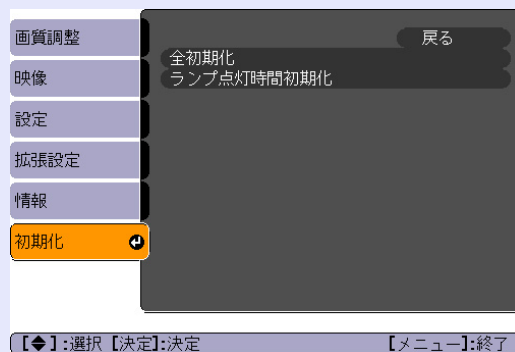 画質調整
映像
設定
拡張設定
情報
初期化
戻る
全初期化
ランプ点灯時間初期化
【◆】:選択 【決定】:決定
【メニュー】:終了